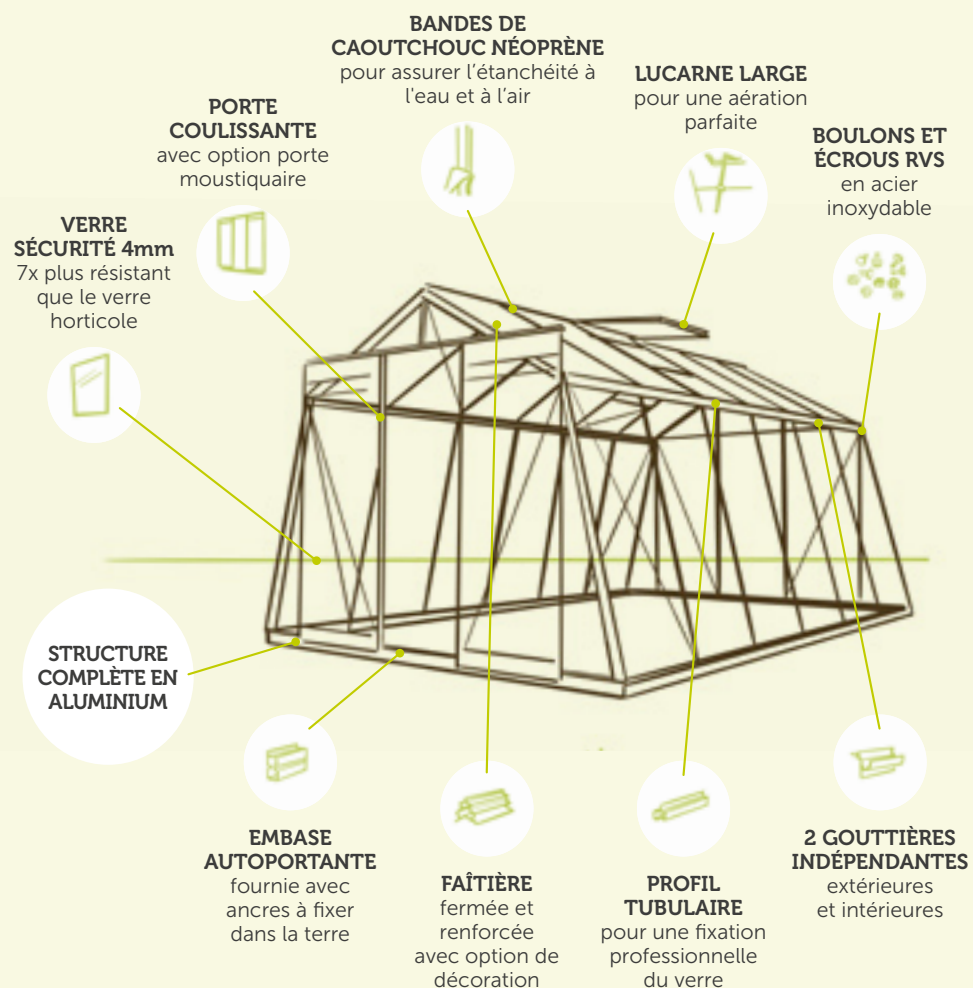 BANDES DE
CAOUTCHOUC NÉOPRÈNE
pour assurer l'étanchéité à
l'eau et à l'air
LUCARNE LARGE
pour une aération
parfaite
PORTE
COULISSANTE
avec option porte
moustiquaire
BOULONS ET
ÉCROUS RVS
en acier
inoxydable
VERRE
SÉCURITÉ 4mm
7x plus résistant
que le verre
horticole
STRUCTURE
COMPLÈTE EN
ALUMINIUM
EMBASE
AUTOPORTANTE
fournie avec
ancres à fixer
dans la terre
FAÎTIÈRE
fermée et
renforcée
avec option de
décoration
PROFIL
TUBULAIRE
pour une fixation
professionnelle
du verre
2 GOUTTIÈRES
INDÉPENDANTES
extérieures
et intérieures